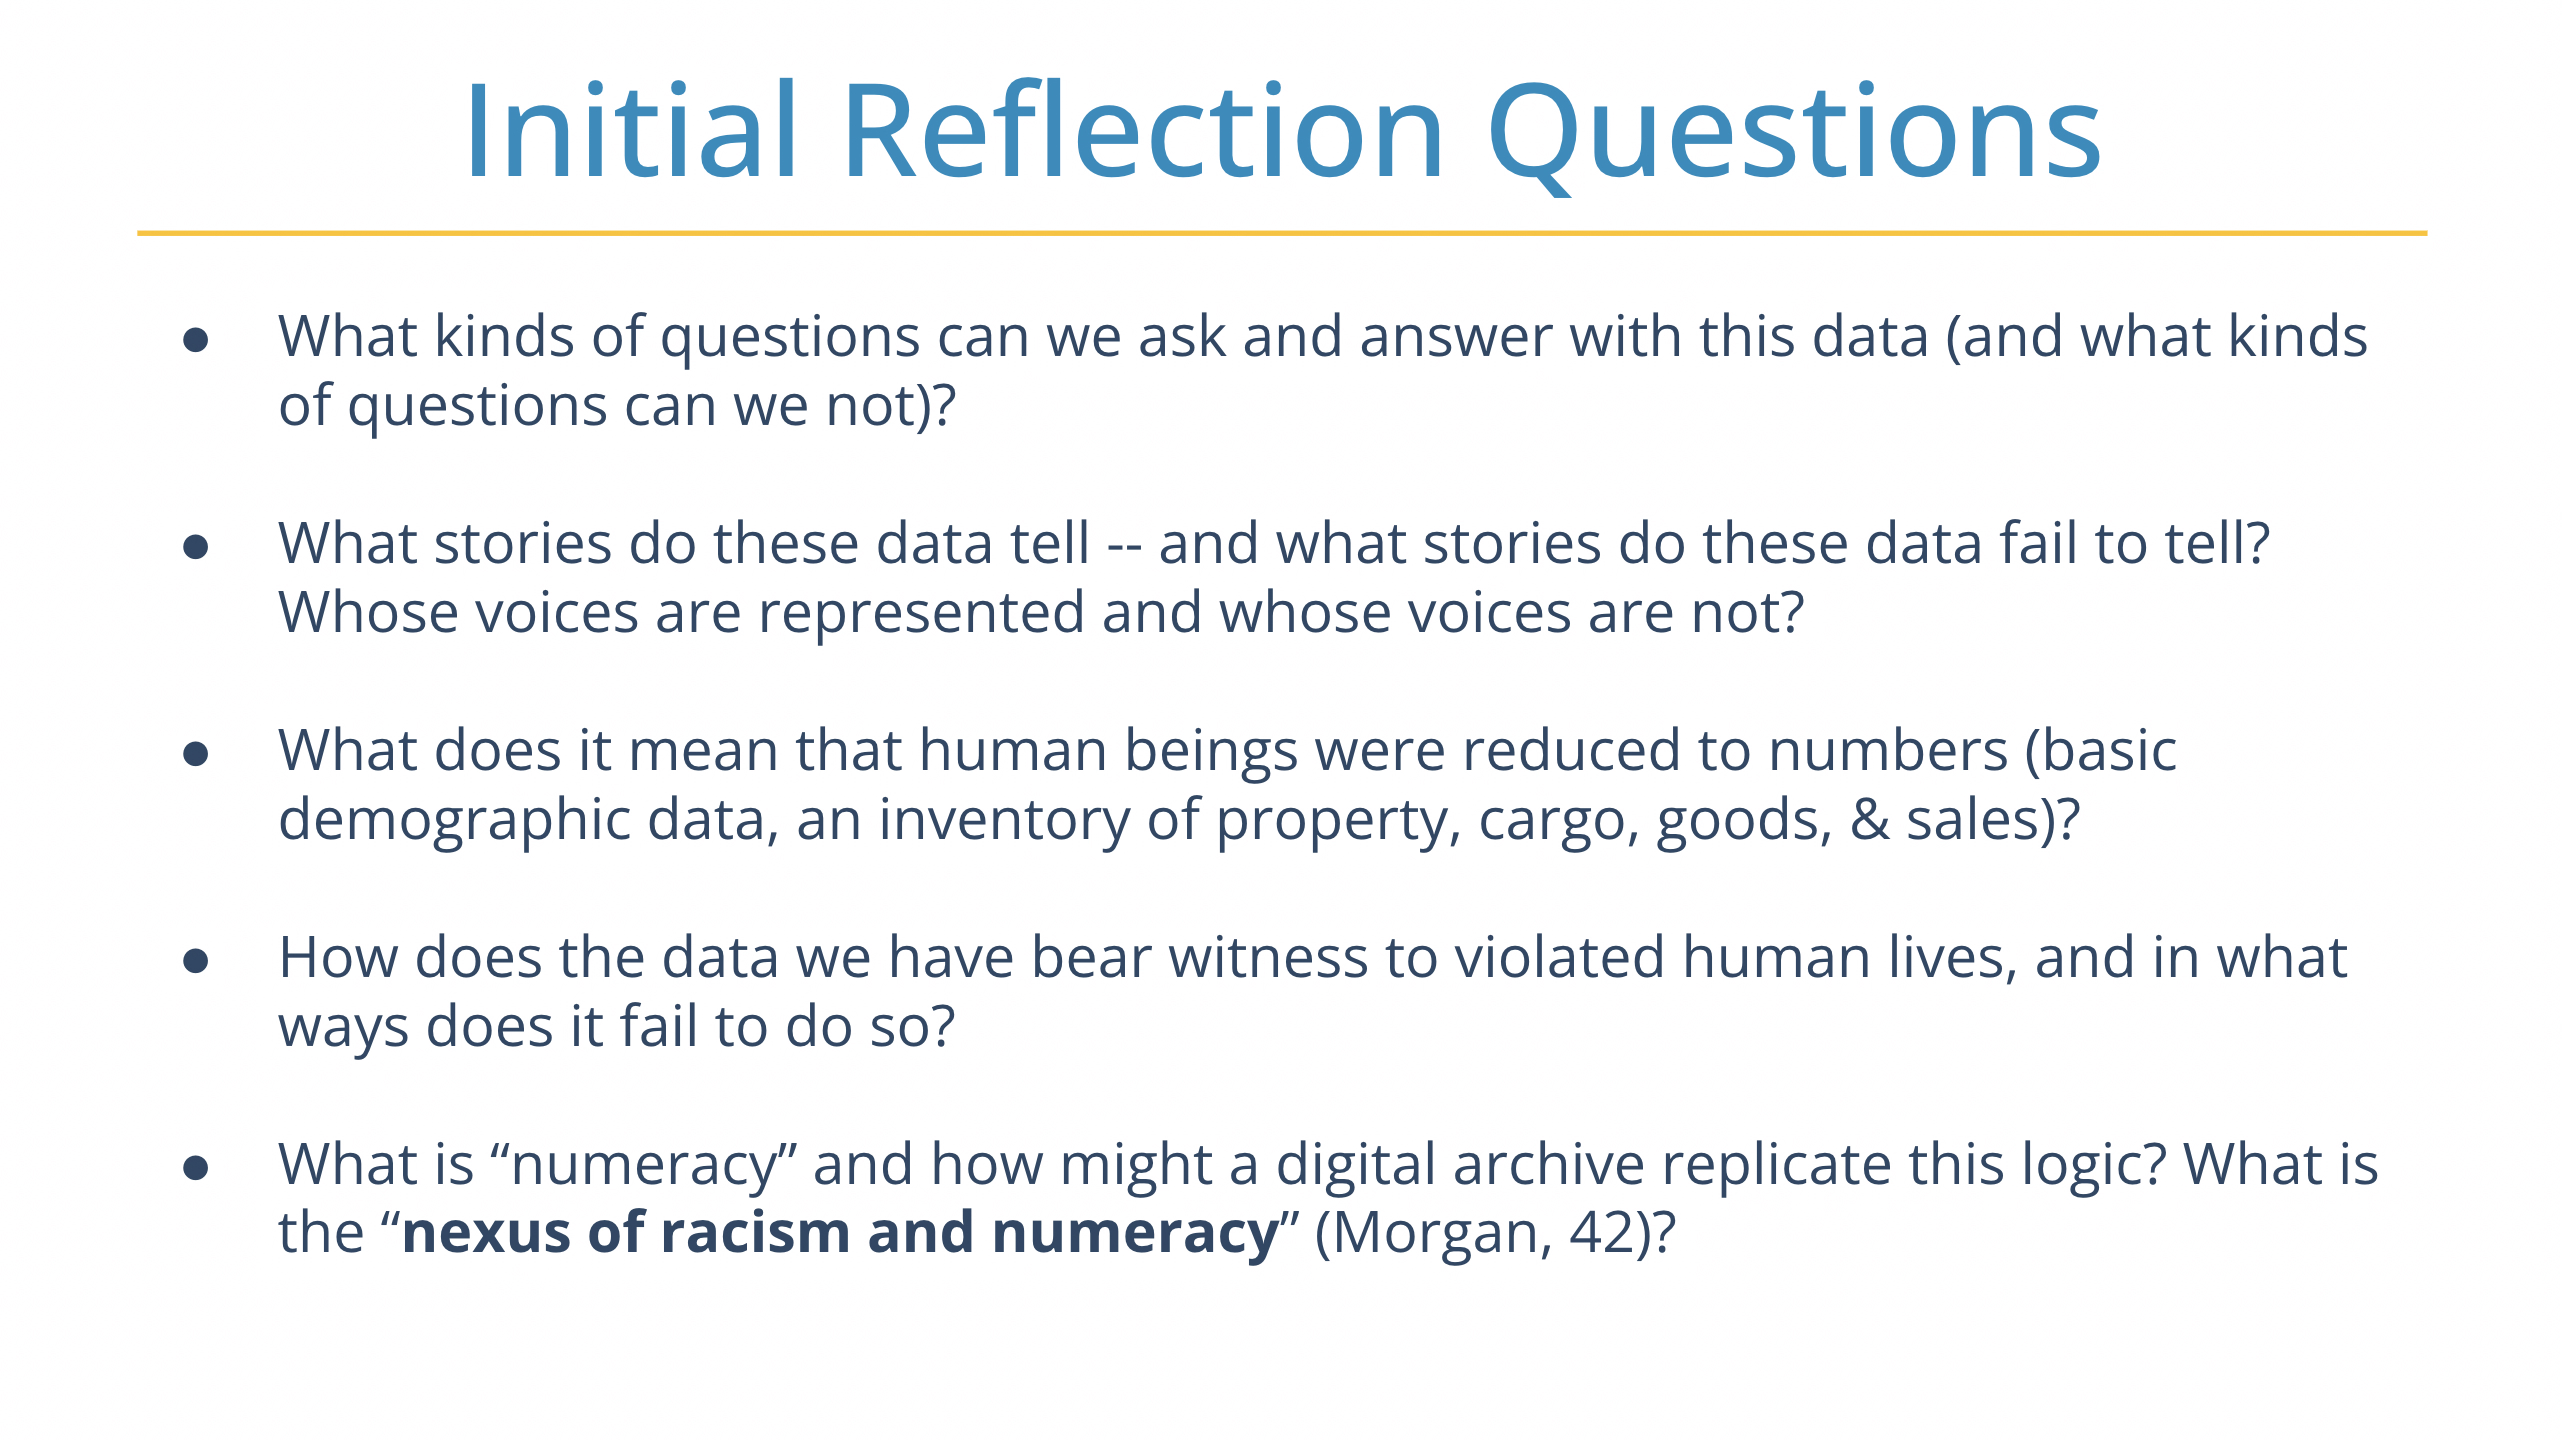 Initial Reflection Questions
● What kinds of questions can we ask and answer with this data (and what kinds
of questions can we not)?
● What stories do these data tell -- and what stories do these data fail to tell?
Whose voices are represented and whose voices are not?
● What does it mean that human beings were reduced to numbers (basic
demographic data, an inventory of property, cargo, goods, & sales)?
● How does the data we have bear witness to violated human lives, and in what
ways does it fail to do so?
● What is “numeracy” and how might a digital archive replicate this logic? What is
the “nexus of racism and numeracy” (Morgan, 42)?